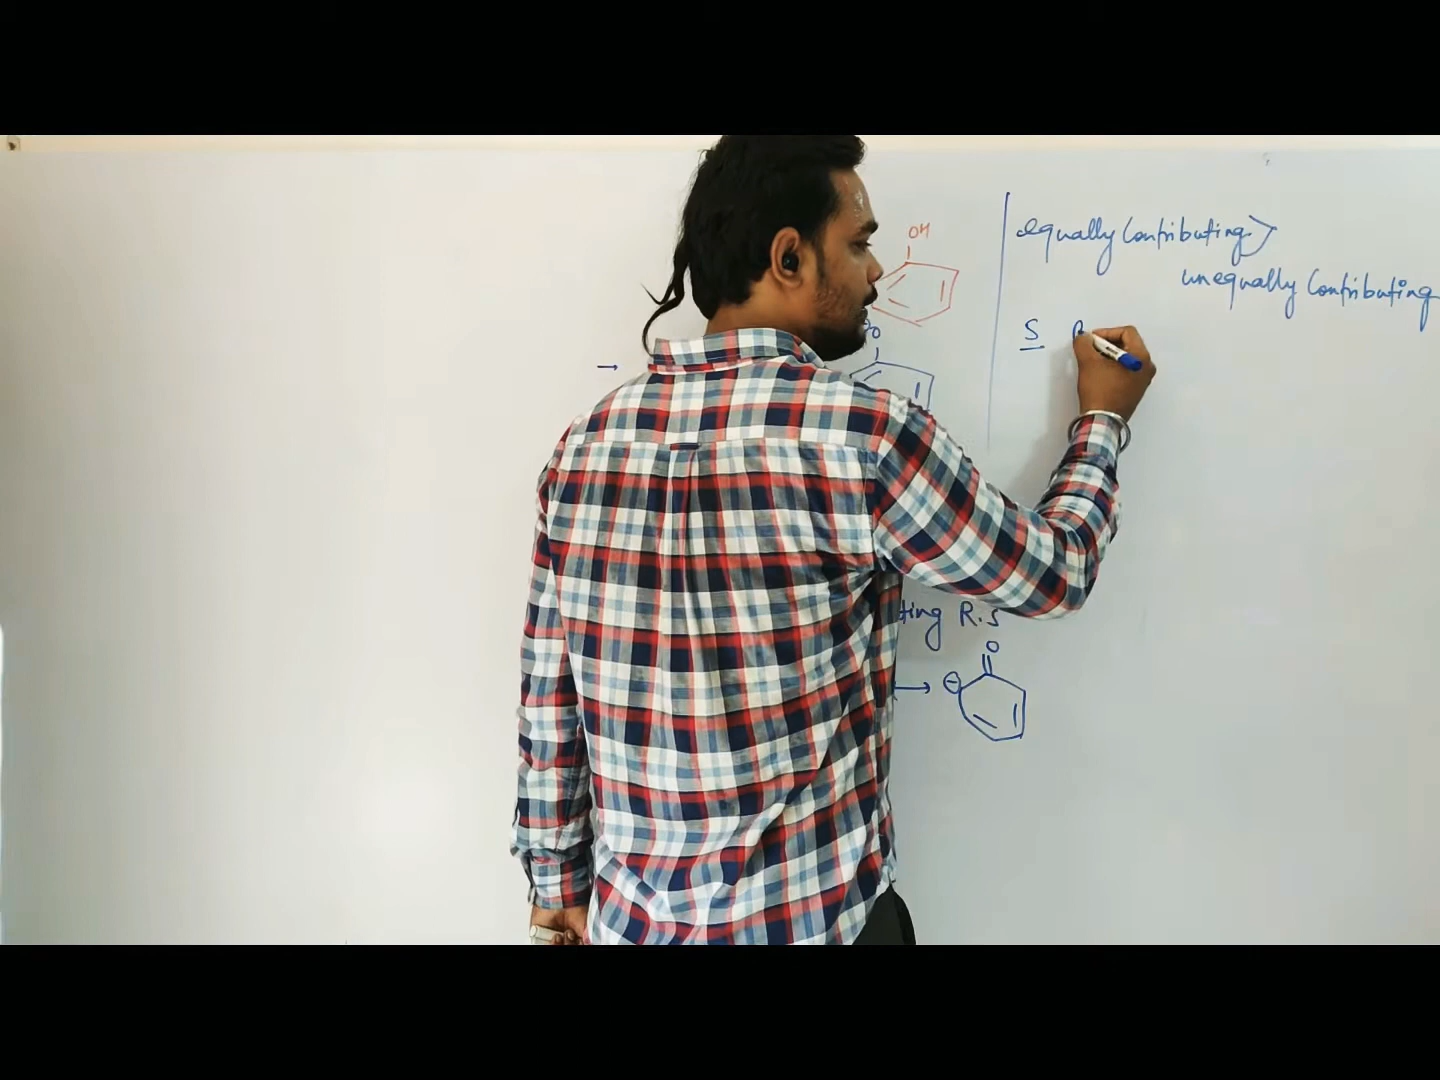 OH
equally Contributing >
unequally Contributing
S
O
ting R.S
O
⊖